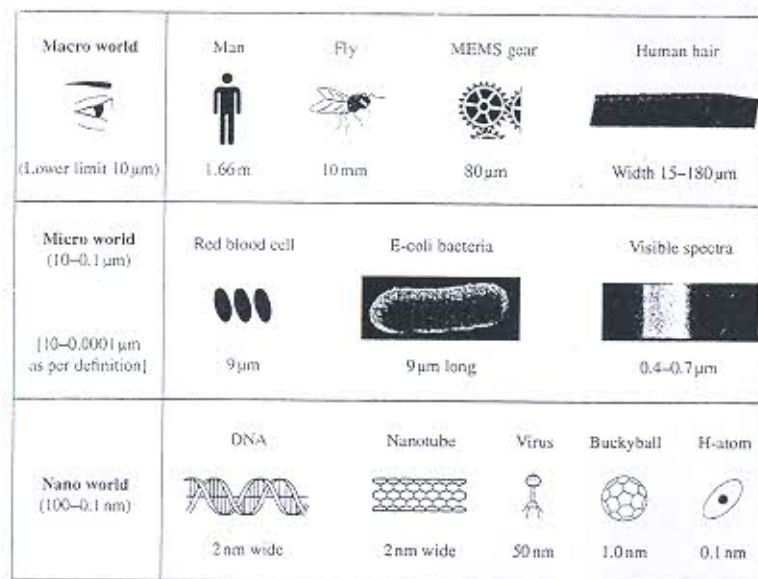 Macro world
Man
Fly
MEMS gear
Human hair
(Lower limit 10 μm)
1.66 m
10 mm
80 μm
Width 15–180 μm
Micro world
(10–0.1 μm)
Red blood cell
E-coli bacteria
Visible spectra
[10–0.0001 μm
as per definition]
9 μm
9 μm long
0.4–0.7 μm
DNA
Nanotube
Virus
Buckyball
H-atom
Nano world
(100–0.1 nm)
2 nm wide
2 nm wide
50 nm
1.0 nm
0.1 nm